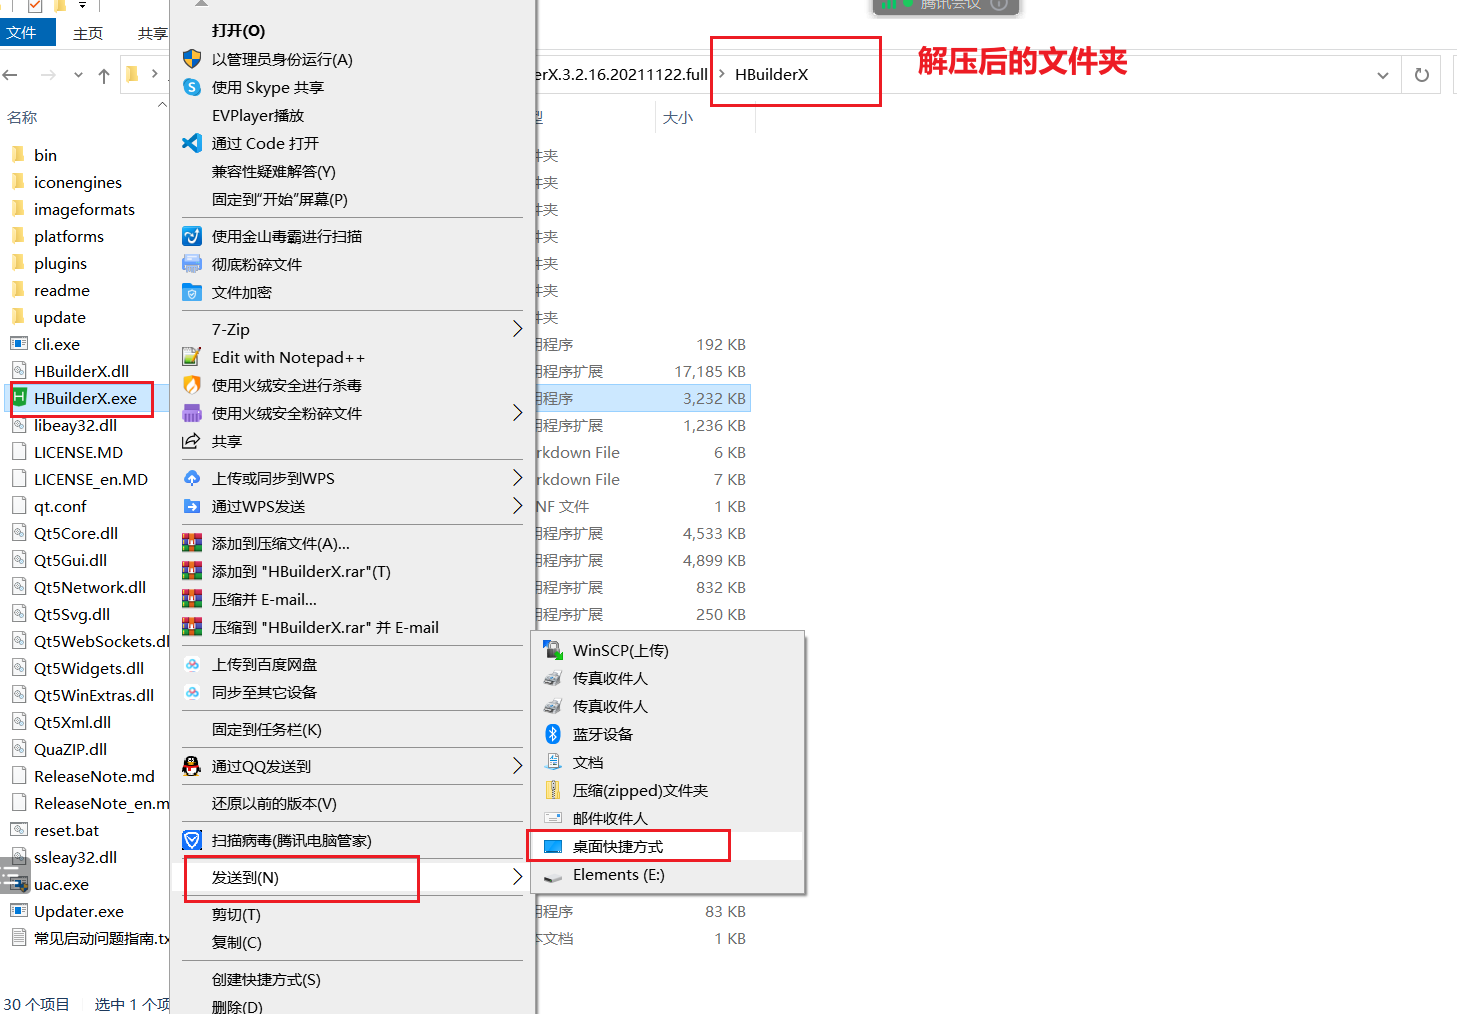 腾讯会议
文件 主页 共享
erX.3.2.16.20211122.full › HBuilderX
解压后的文件夹
名称
型 大小
bin
iconengines
imageformats
platforms
plugins
readme
update
cli.exe
HBuilderX.dll
HBuilderX.exe
libeay32.dll
LICENSE.MD
LICENSE_en.MD
qt.conf
Qt5Core.dll
Qt5Gui.dll
Qt5Network.dll
Qt5Svg.dll
Qt5WebSockets.dl
Qt5Widgets.dll
Qt5WinExtras.dll
Qt5Xml.dll
QuaZIP.dll
ReleaseNote.md
ReleaseNote_en.m
reset.bat
ssleay32.dll
uac.exe
Updater.exe
常见启动问题指南.tx
30 个项目 选中 1 个项
打开(O)
以管理员身份运行(A)
使用 Skype 共享
EVPlayer播放
通过 Code 打开
兼容性疑难解答(Y)
固定到“开始”屏幕(P)
使用金山毒霸进行扫描
彻底粉碎文件
文件加密
7-Zip
Edit with Notepad++
使用火绒安全进行杀毒
使用火绒安全粉碎文件
共享
上传或同步到WPS
通过WPS发送
添加到压缩文件(A)...
添加到 "HBuilderX.rar"(T)
压缩并 E-mail...
压缩到 "HBuilderX.rar" 并 E-mail
上传到百度网盘
同步至其它设备
固定到任务栏(K)
通过QQ发送到
还原以前的版本(V)
扫描病毒(腾讯电脑管家)
发送到(N)
剪切(T)
复制(C)
创建快捷方式(S)
删除(D)
件夹
件夹
件夹
件夹
件夹
件夹
件夹
用程序 192 KB
用程序扩展 17,185 KB
用程序 3,232 KB
用程序扩展 1,236 KB
rkdown File 6 KB
rkdown File 7 KB
NF 文件 1 KB
用程序扩展 4,533 KB
用程序扩展 4,899 KB
用程序扩展 832 KB
用程序扩展 250 KB
WinSCP(上传)
传真收件人
传真收件人
蓝牙设备
文档
压缩(zipped)文件夹
邮件收件人
桌面快捷方式
Elements (E:)
用程序 83 KB
本文档 1 KB